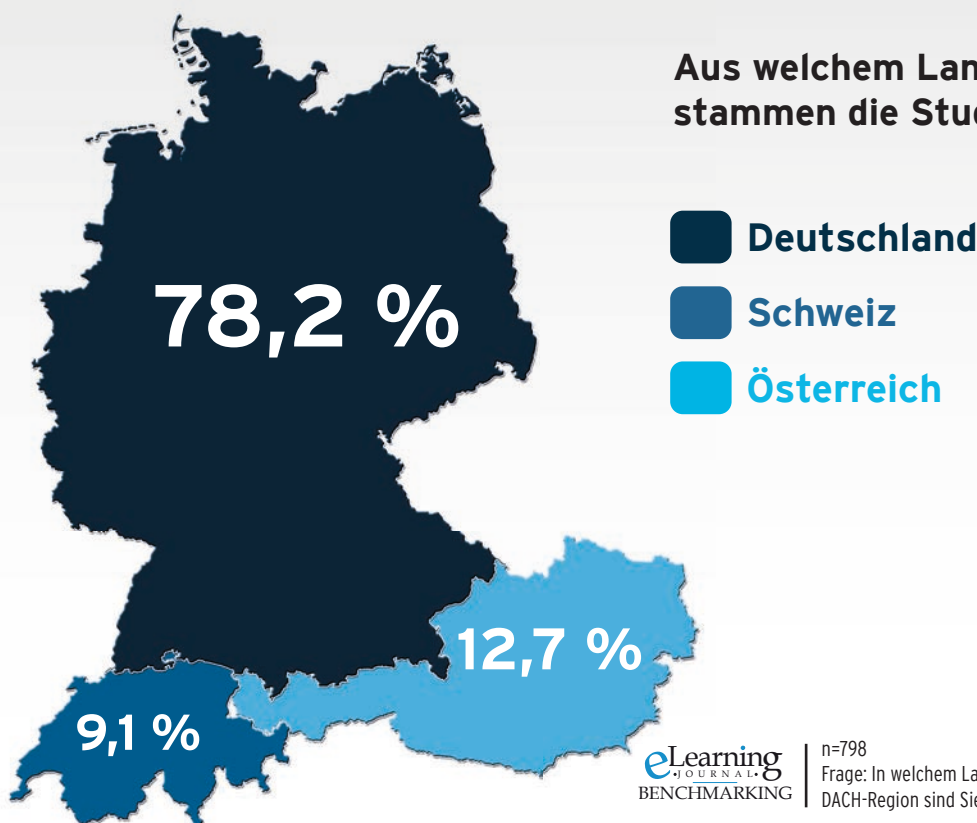 Aus welchem Lan
stammen die Stud
Deutschland
Schweiz
Österreich
78,2 %
12,7 %
9,1 %
eLearning
JOURNAL
BENCHMARKING
n=798
Frage: In welchem La
DACH-Region sind Sie